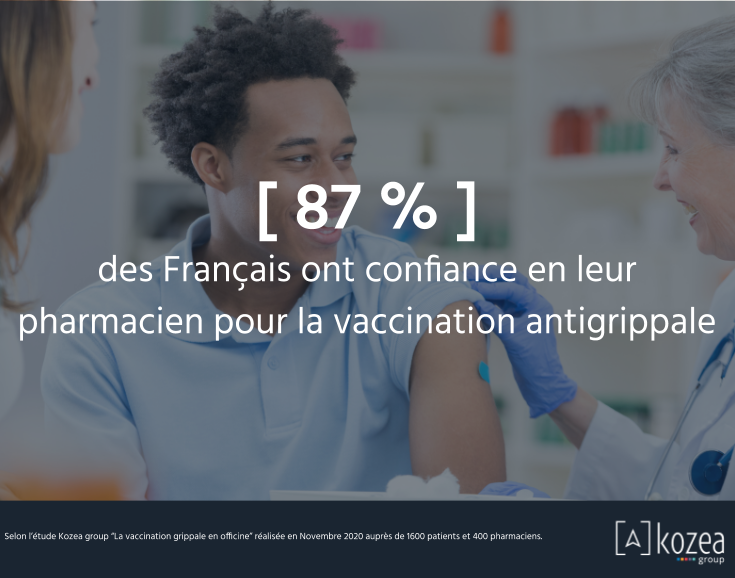 [ 87 % ]
des Français ont confiance en leur
pharmacien pour la vaccination antigrippale
Selon l'étude Kozea group "La vaccination grippale en officine" réalisée en Novembre 2020 auprès de 1600 patients et 400 pharmaciens.
[A] kozea
group